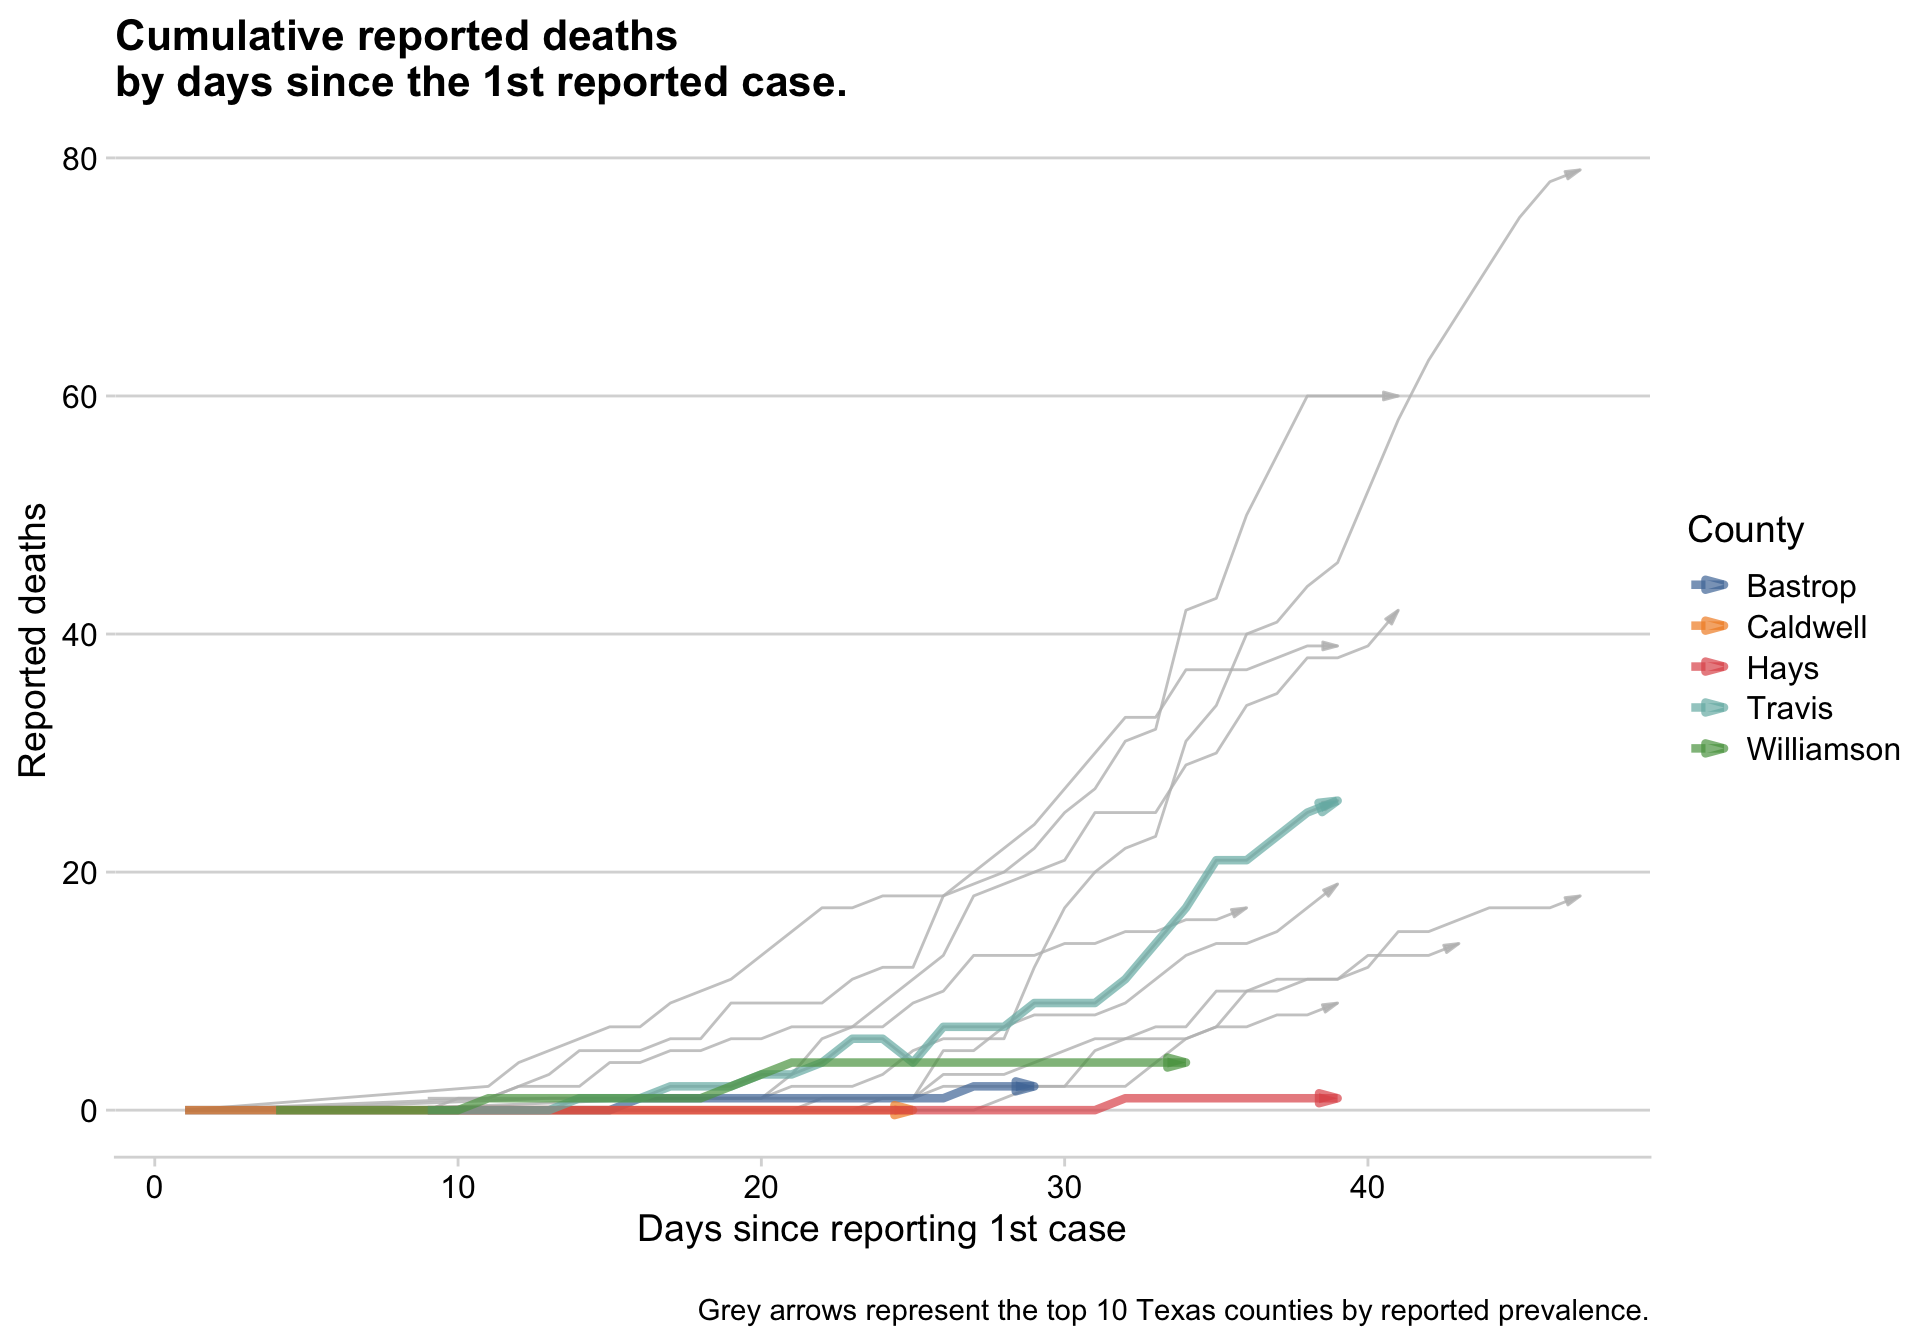 Cumulative reported deaths
by days since the 1st reported case.
80
60
40
20
0
Reported deaths
0 10 20 30 40
Days since reporting 1st case
County
Bastrop
Caldwell
Hays
Travis
Williamson
Grey arrows represent the top 10 Texas counties by reported prevalence.